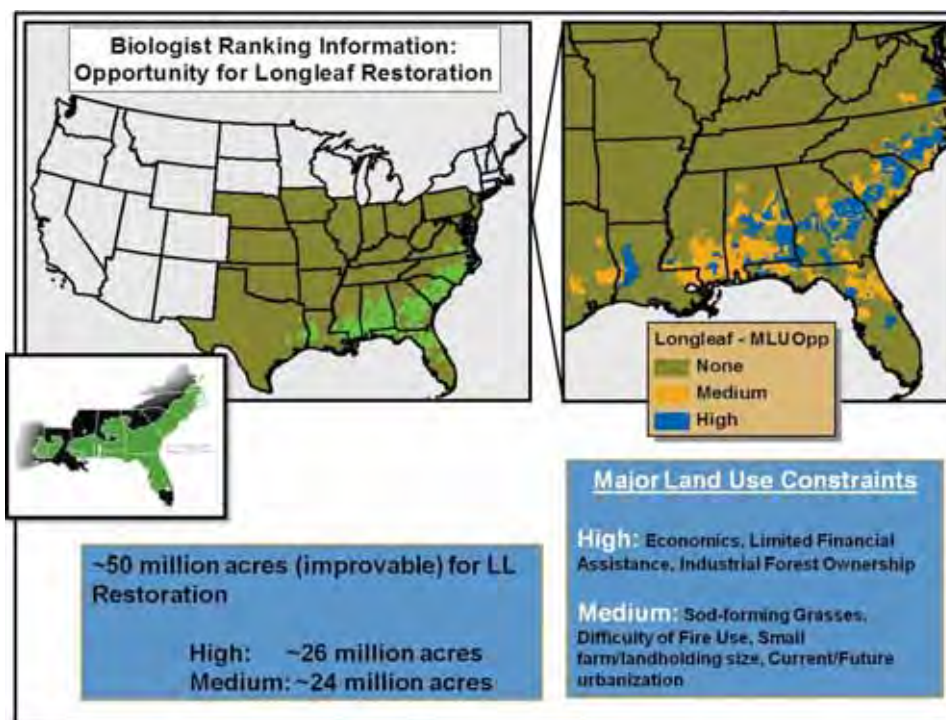 Biologist Ranking Information:
Opportunity for Longleaf Restoration
Longleaf - MLUOpp
None
Medium
High
~50 million acres (improvable) for LL
Restoration
High: ~26 million acres
Medium: ~24 million acres
Major Land Use Constraints
High: Economics, Limited Financial
Assistance, Industrial Forest Ownership
Medium: Sod-forming Grasses,
Difficulty of Fire Use, Small
farm/landholding size, Current/Future
urbanization